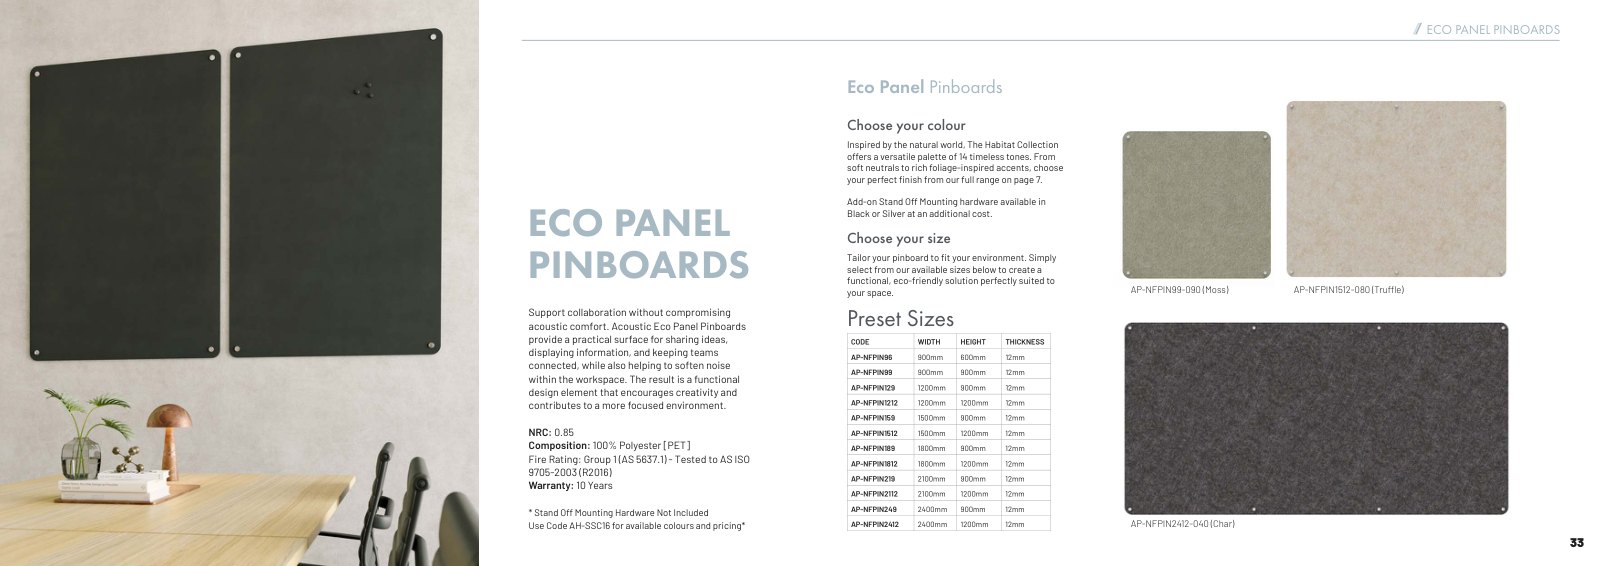 // ECO PANEL PINBOARDS
ECO PANEL
PINBOARDS
Support collaboration without compromising
acoustic comfort. Acoustic Eco Panel Pinboards
provide a practical surface for sharing ideas,
displaying information, and keeping teams
connected, while also helping to soften noise
within the workspace. The result is a functional
design element that encourages creativity and
contributes to a more focused environment.
NRC: 0.85
Composition: 100% Polyester [PET]
Fire Rating: Group 1 (AS 5637.1) - Tested to AS ISO
9705-2003 (R2016)
Warranty: 10 Years
* Stand Off Mounting Hardware Not Included
Use Code AH-SSC16 for available colours and pricing*
Eco Panel Pinboards
Choose your colour
Inspired by the natural world, The Habitat Collection
offers a versatile palette of 14 timeless tones. From
soft neutrals to rich foliage-inspired accents, choose
your perfect finish from our full range on page 7.
Add-on Stand Off Mounting hardware available in
Black or Silver at an additional cost.
Choose your size
Tailor your pinboard to fit your environment. Simply
select from our available sizes below to create a
functional, eco-friendly solution perfectly suited to
your space.
Preset Sizes
CODE WIDTH HEIGHT THICKNESS
AP-NFPIN96 900mm 600mm 12mm
AP-NFPIN99 900mm 900mm 12mm
AP-NFPIN129 1200mm 900mm 12mm
AP-NFPIN1212 1200mm 1200mm 12mm
AP-NFPIN159 1500mm 900mm 12mm
AP-NFPIN1512 1500mm 1200mm 12mm
AP-NFPIN189 1800mm 900mm 12mm
AP-NFPIN1812 1800mm 1200mm 12mm
AP-NFPIN219 2100mm 900mm 12mm
AP-NFPIN2112 2100mm 1200mm 12mm
AP-NFPIN249 2400mm 900mm 12mm
AP-NFPIN2412 2400mm 1200mm 12mm
AP-NFPIN99-090 (Moss)
AP-NFPIN1512-080 (Truffle)
AP-NFPIN2412-040 (Char)
33